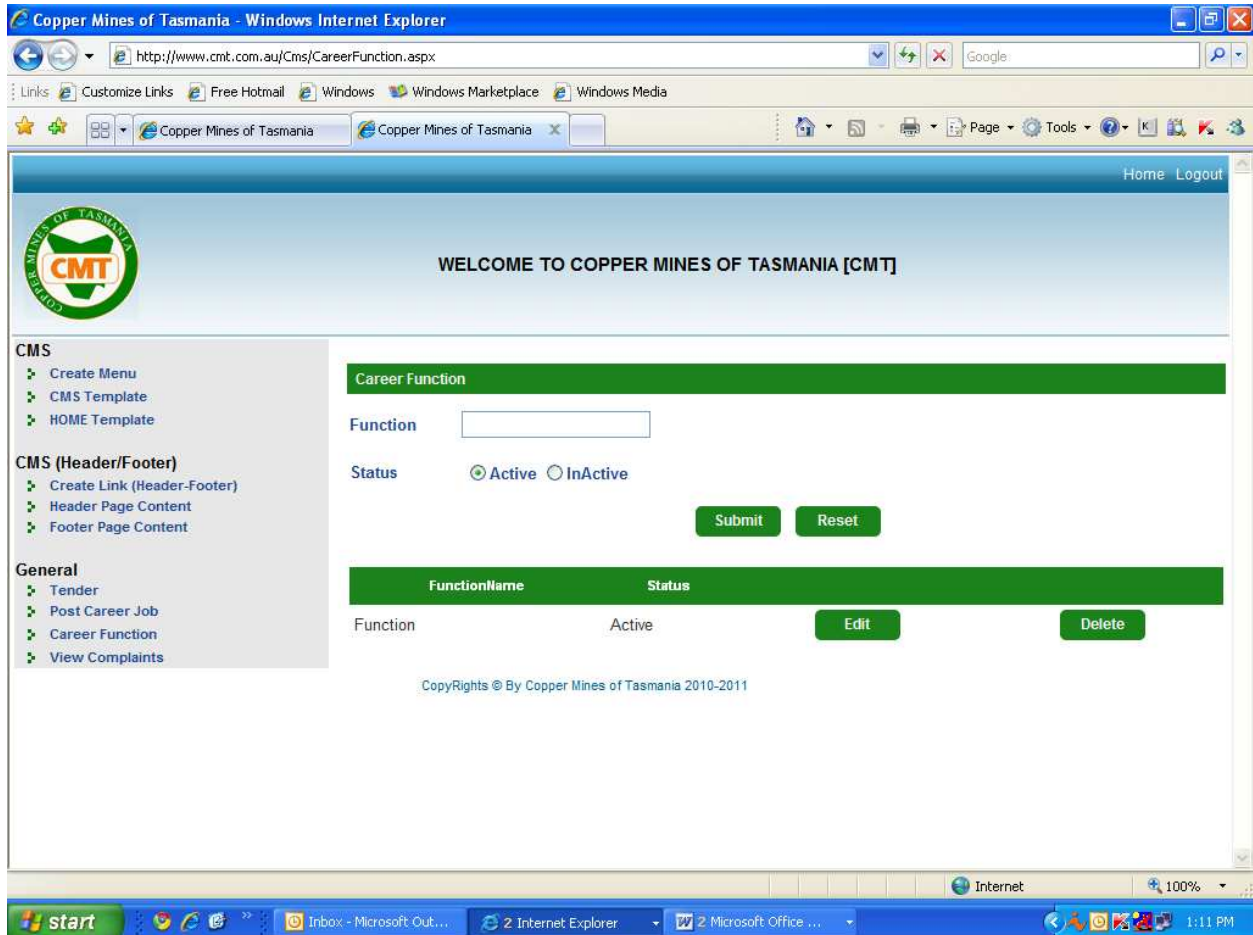 Copper Mines of Tasmania - Windows Internet Explorer
http://www.cmt.com.au/Cms/CareerFunction.aspx
Google
Links Customize Links Free Hotmail Windows Windows Marketplace Windows Media
Copper Mines of Tasmania Copper Mines of Tasmania Page Tools
Home Logout
COPPER MINES OF TASMANIA
CMT
WELCOME TO COPPER MINES OF TASMANIA [CMT]
CMS
Create Menu
CMS Template
HOME Template
CMS (Header/Footer)
Create Link (Header-Footer)
Header Page Content
Footer Page Content
General
Tender
Post Career Job
Career Function
View Complaints
Career Function
Function
Status Active InActive
Submit Reset
FunctionName Status
Function Active Edit Delete
CopyRights © By Copper Mines of Tasmania 2010-2011
Internet 100%
start Inbox - Microsoft Out... 2 Internet Explorer 2 Microsoft Office ... 1:11 PM